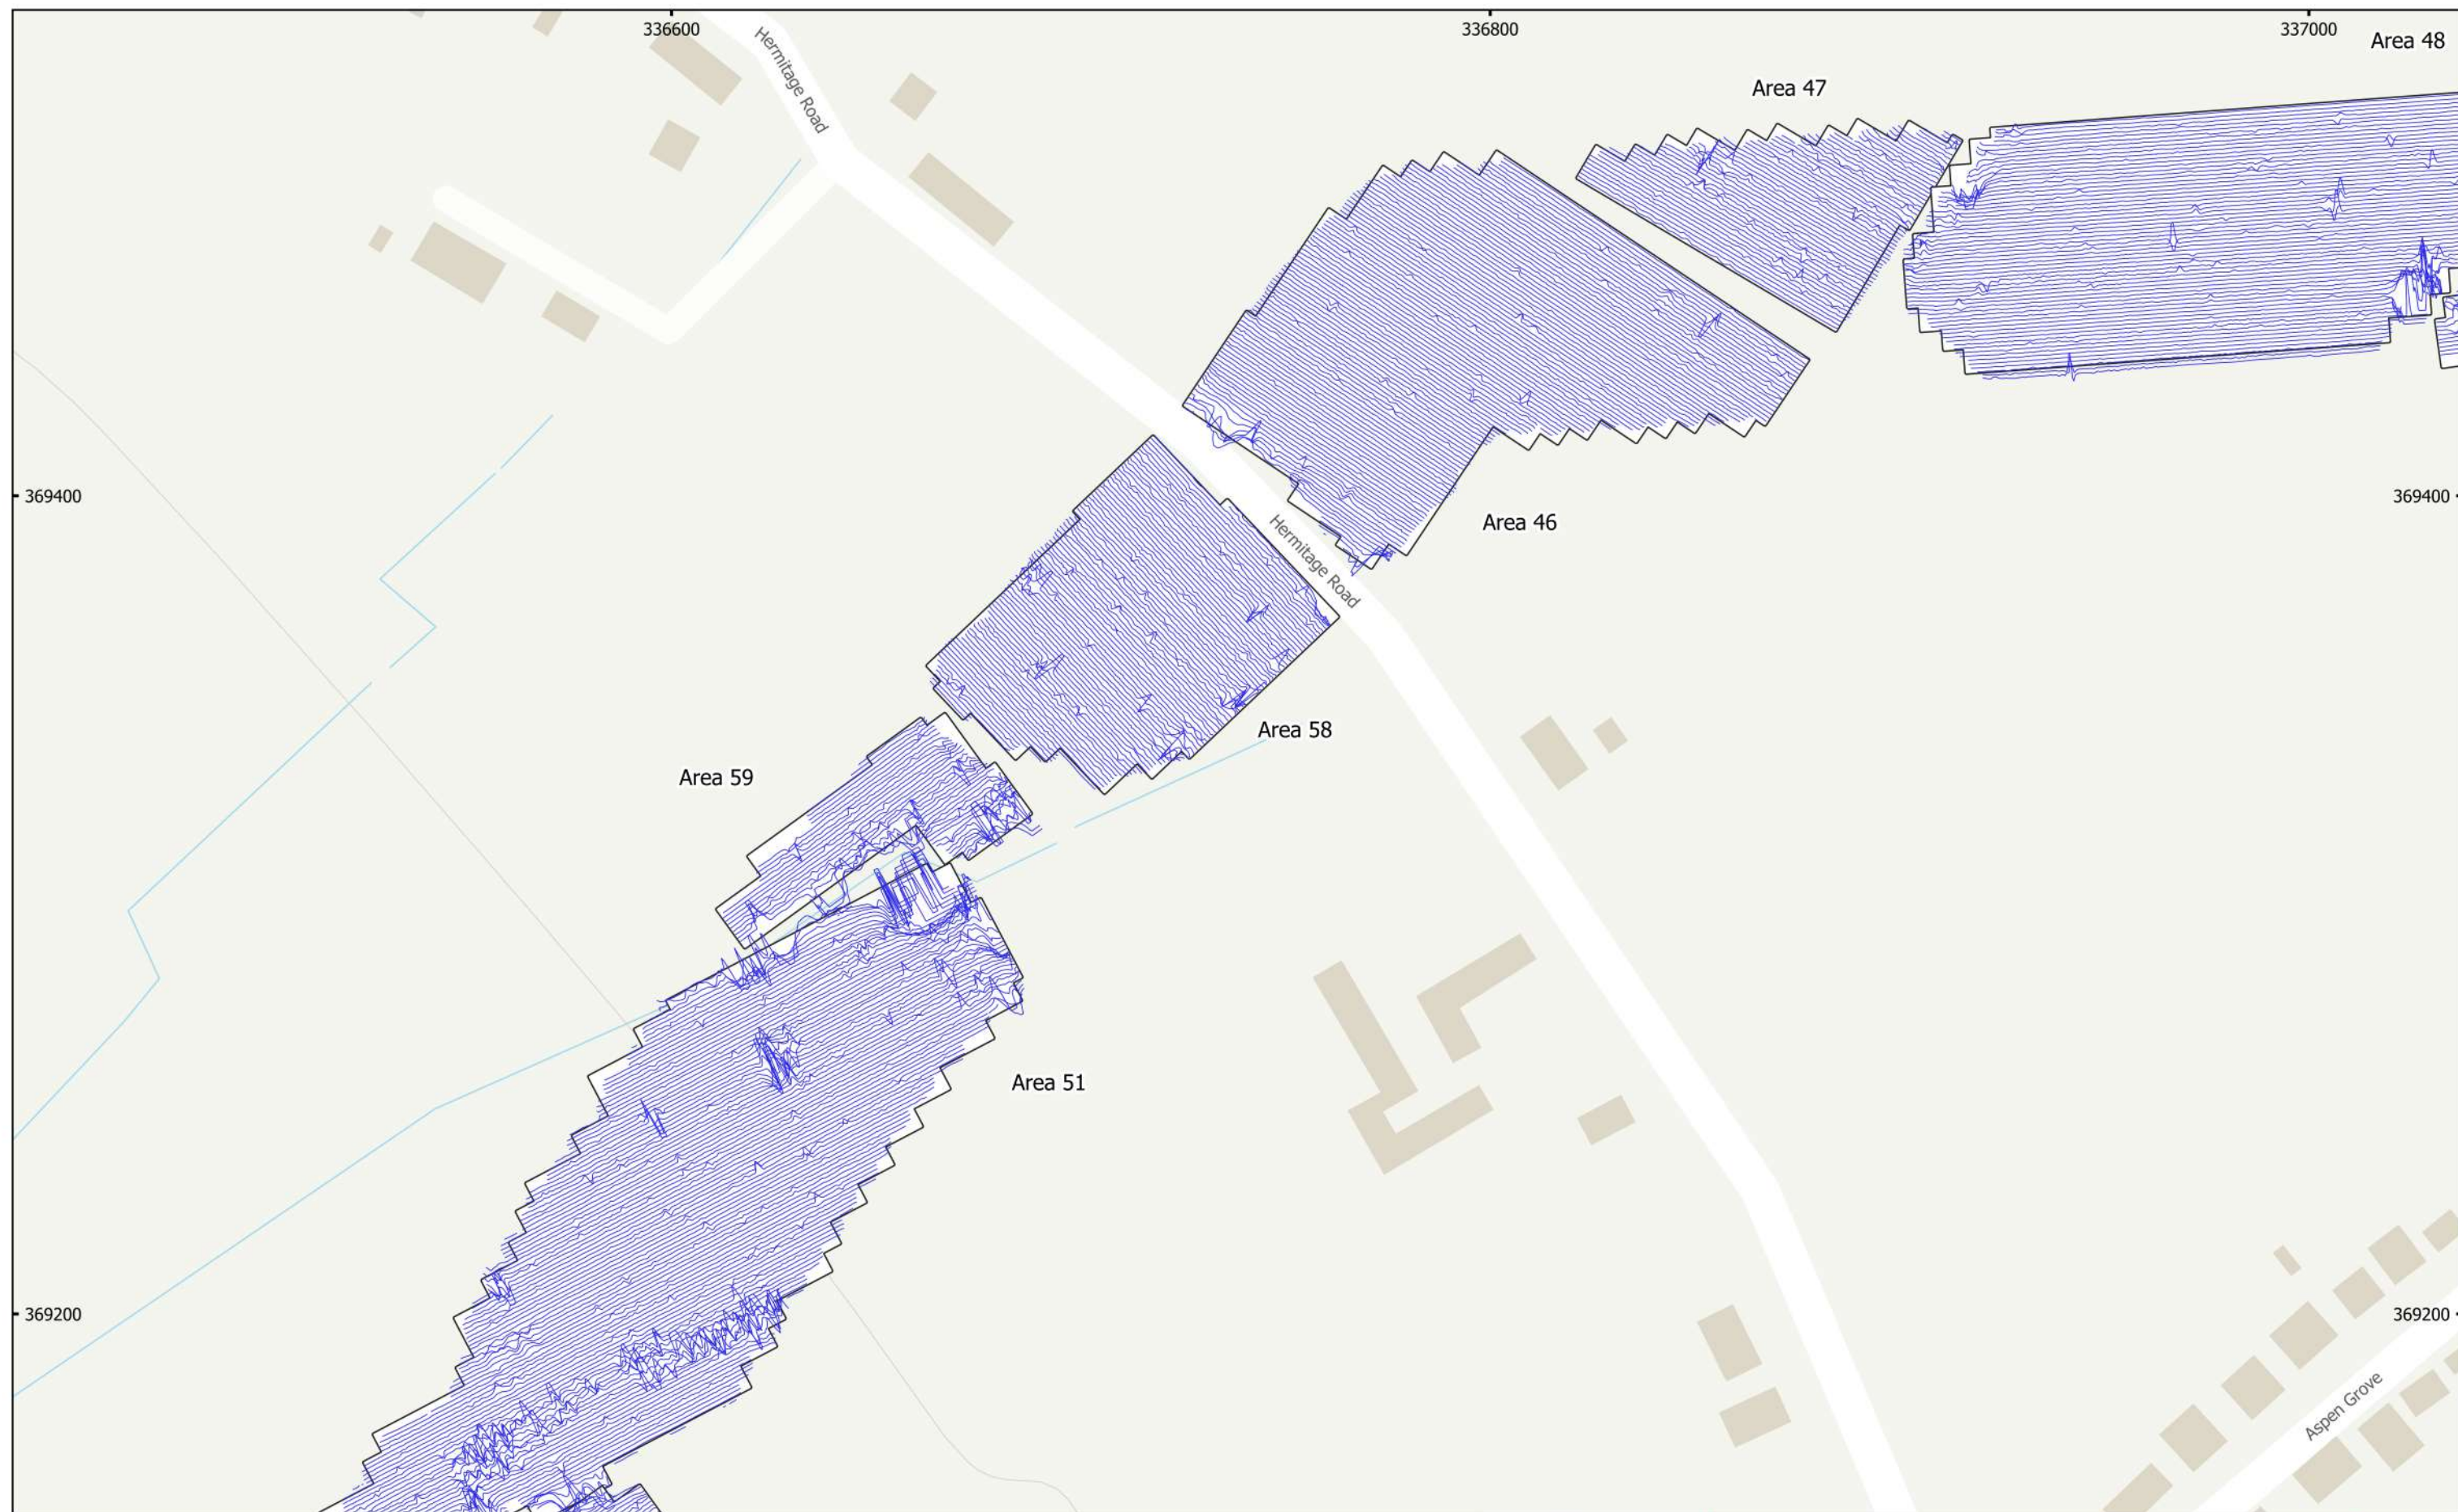 336600
336800
337000
Area 48
Hermitage Road
Area 47
369400
369400
Area 46
Hermitage Road
Area 58
Area 59
Area 51
369200
369200
Aspen Grove